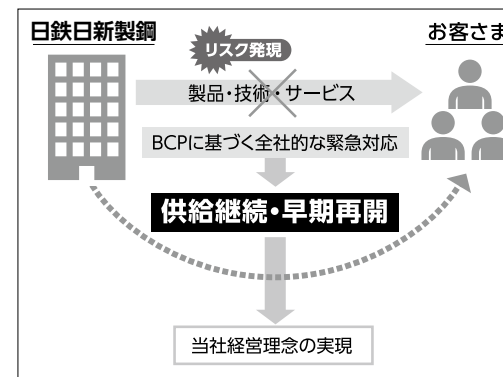 日鉄日新製鋼
お客さま
リスク発現
製品・技術・サービス
BCPに基づく全社的な緊急対応
供給継続・早期再開
当社経営理念の実現